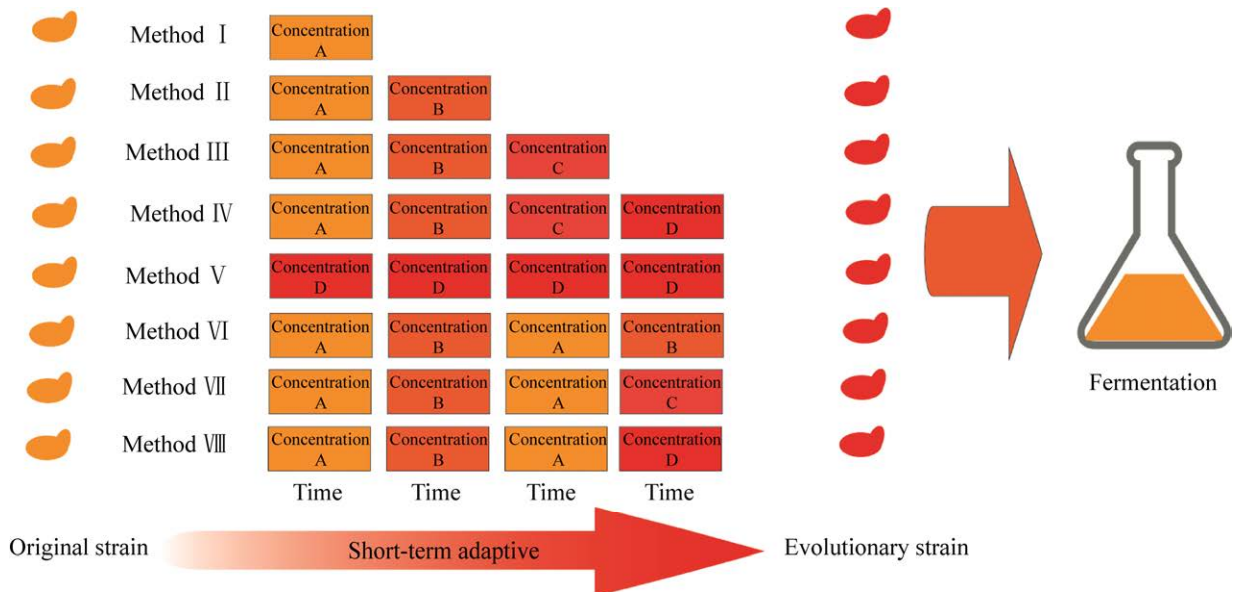 Method Ⅰ
Concentration
A
Method Ⅱ
Concentration
A
Concentration
B
Method Ⅲ
Concentration
A
Concentration
B
Concentration
C
Method Ⅳ
Concentration
A
Concentration
B
Concentration
C
Concentration
D
Method Ⅴ
Concentration
D
Concentration
D
Concentration
D
Concentration
D
Method Ⅵ
Concentration
A
Concentration
B
Concentration
A
Concentration
B
Method Ⅶ
Concentration
A
Concentration
B
Concentration
A
Concentration
C
Method Ⅷ
Concentration
A
Concentration
B
Concentration
A
Concentration
D
Time
Time
Time
Time
Fermentation
Original strain
Short-term adaptive
Evolutionary strain